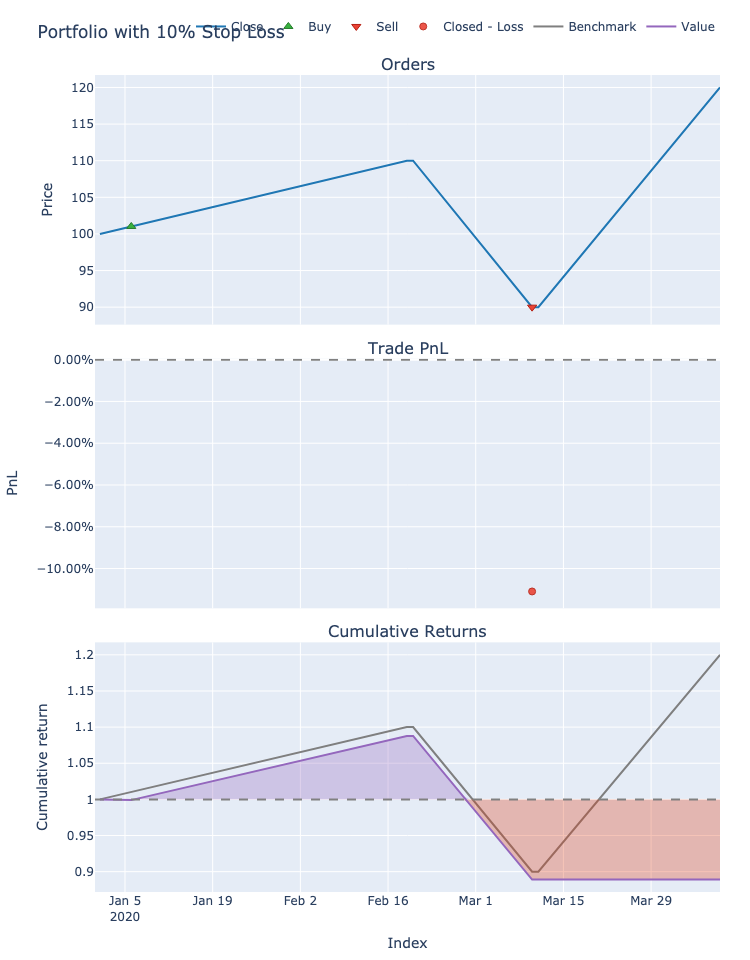 Portfolio with 10% Stop Loss
Close Buy Sell Closed - Loss Benchmark Value
Orders
120
115
110
105
100
95
90
Price
Trade PnL
0.00%
−2.00%
−4.00%
−6.00%
−8.00%
−10.00%
PnL
Cumulative Returns
1.2
1.15
1.1
1.05
1
0.95
0.9
Cumulative return
Jan 5 Jan 19 Feb 2 Feb 16 Mar 1 Mar 15 Mar 29
2020
Index